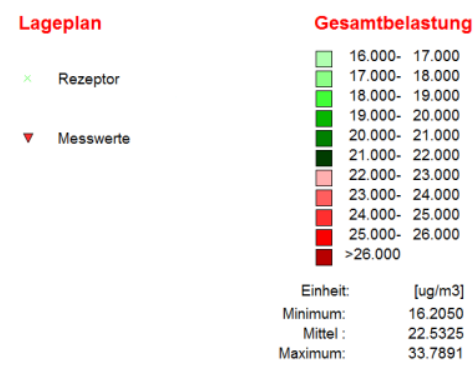 Lageplan
Rezeptor
Messwerte
Gesamtbelastung
16.000- 17.000
17.000- 18.000
18.000- 19.000
19.000- 20.000
20.000- 21.000
21.000- 22.000
22.000- 23.000
23.000- 24.000
24.000- 25.000
25.000- 26.000
>26.000
Einheit: [ug/m3]
Minimum: 16.2050
Mittel : 22.5325
Maximum: 33.7891